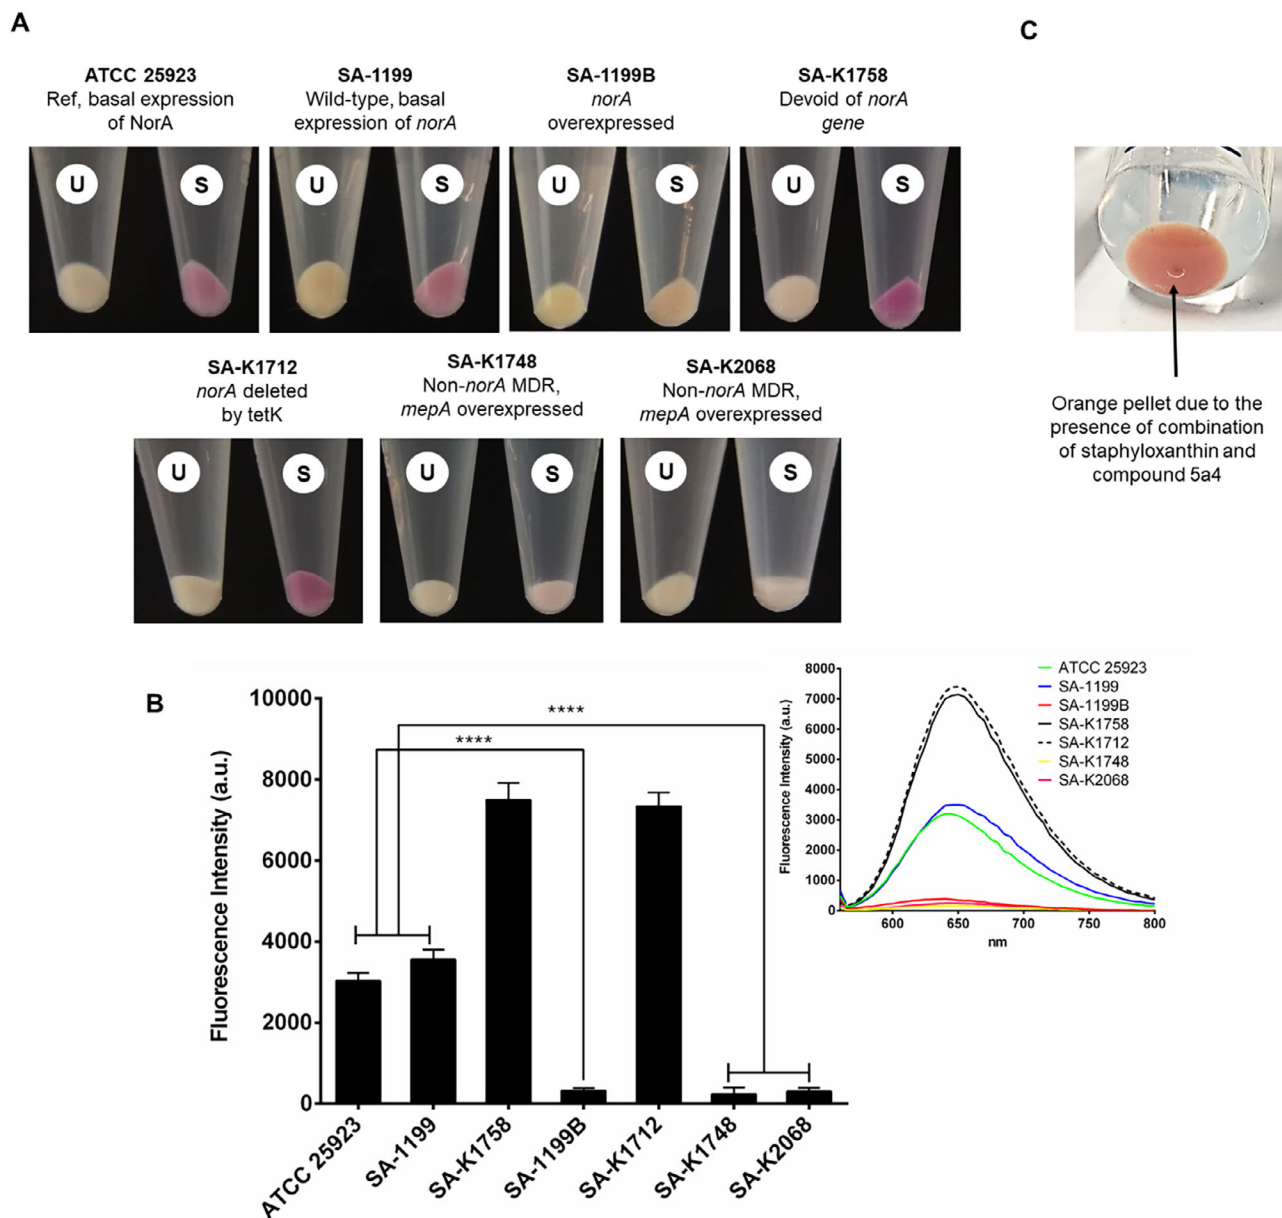 A
C
ATCC 25923
Ref, basal expression
of NorA
SA-1199
Wild-type, basal
expression of norA
SA-1199B
norA
overexpressed
SA-K1758
Devoid of norA
gene
U
S
U
S
U
S
U
S
SA-K1712
norA deleted
by tetK
SA-K1748
Non-norA MDR,
mepA overexpressed
SA-K2068
Non-norA MDR,
mepA overexpressed
U
S
U
S
U
S
Orange pellet due to the
presence of combination
of staphyloxanthin and
compound 5a4
B
Fluorescence Intensity (a.u.)
10000
8000
6000
4000
2000
0
****
****
ATCC 25923
SA-1199
SA-K1758
SA-1199B
SA-K1712
SA-K1748
SA-K2068
Fluorescence Intensity (a.u.)
8000
7000
6000
5000
4000
3000
2000
1000
0
600
650
700
750
800
nm
ATCC 25923
SA-1199
SA-1199B
SA-K1758
SA-K1712
SA-K1748
SA-K2068